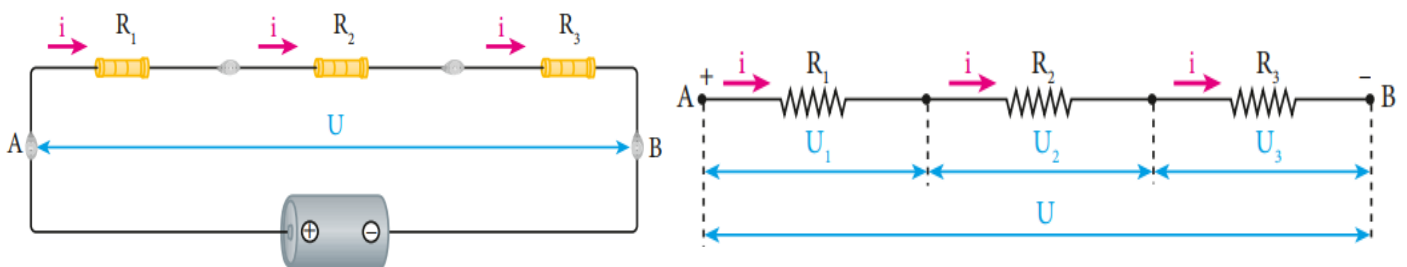 i R₁ i R₂ i R₃
U
A B
+ −
+ i R₁ i R₂ i R₃ −
A B
U₁ U₂ U₃
U